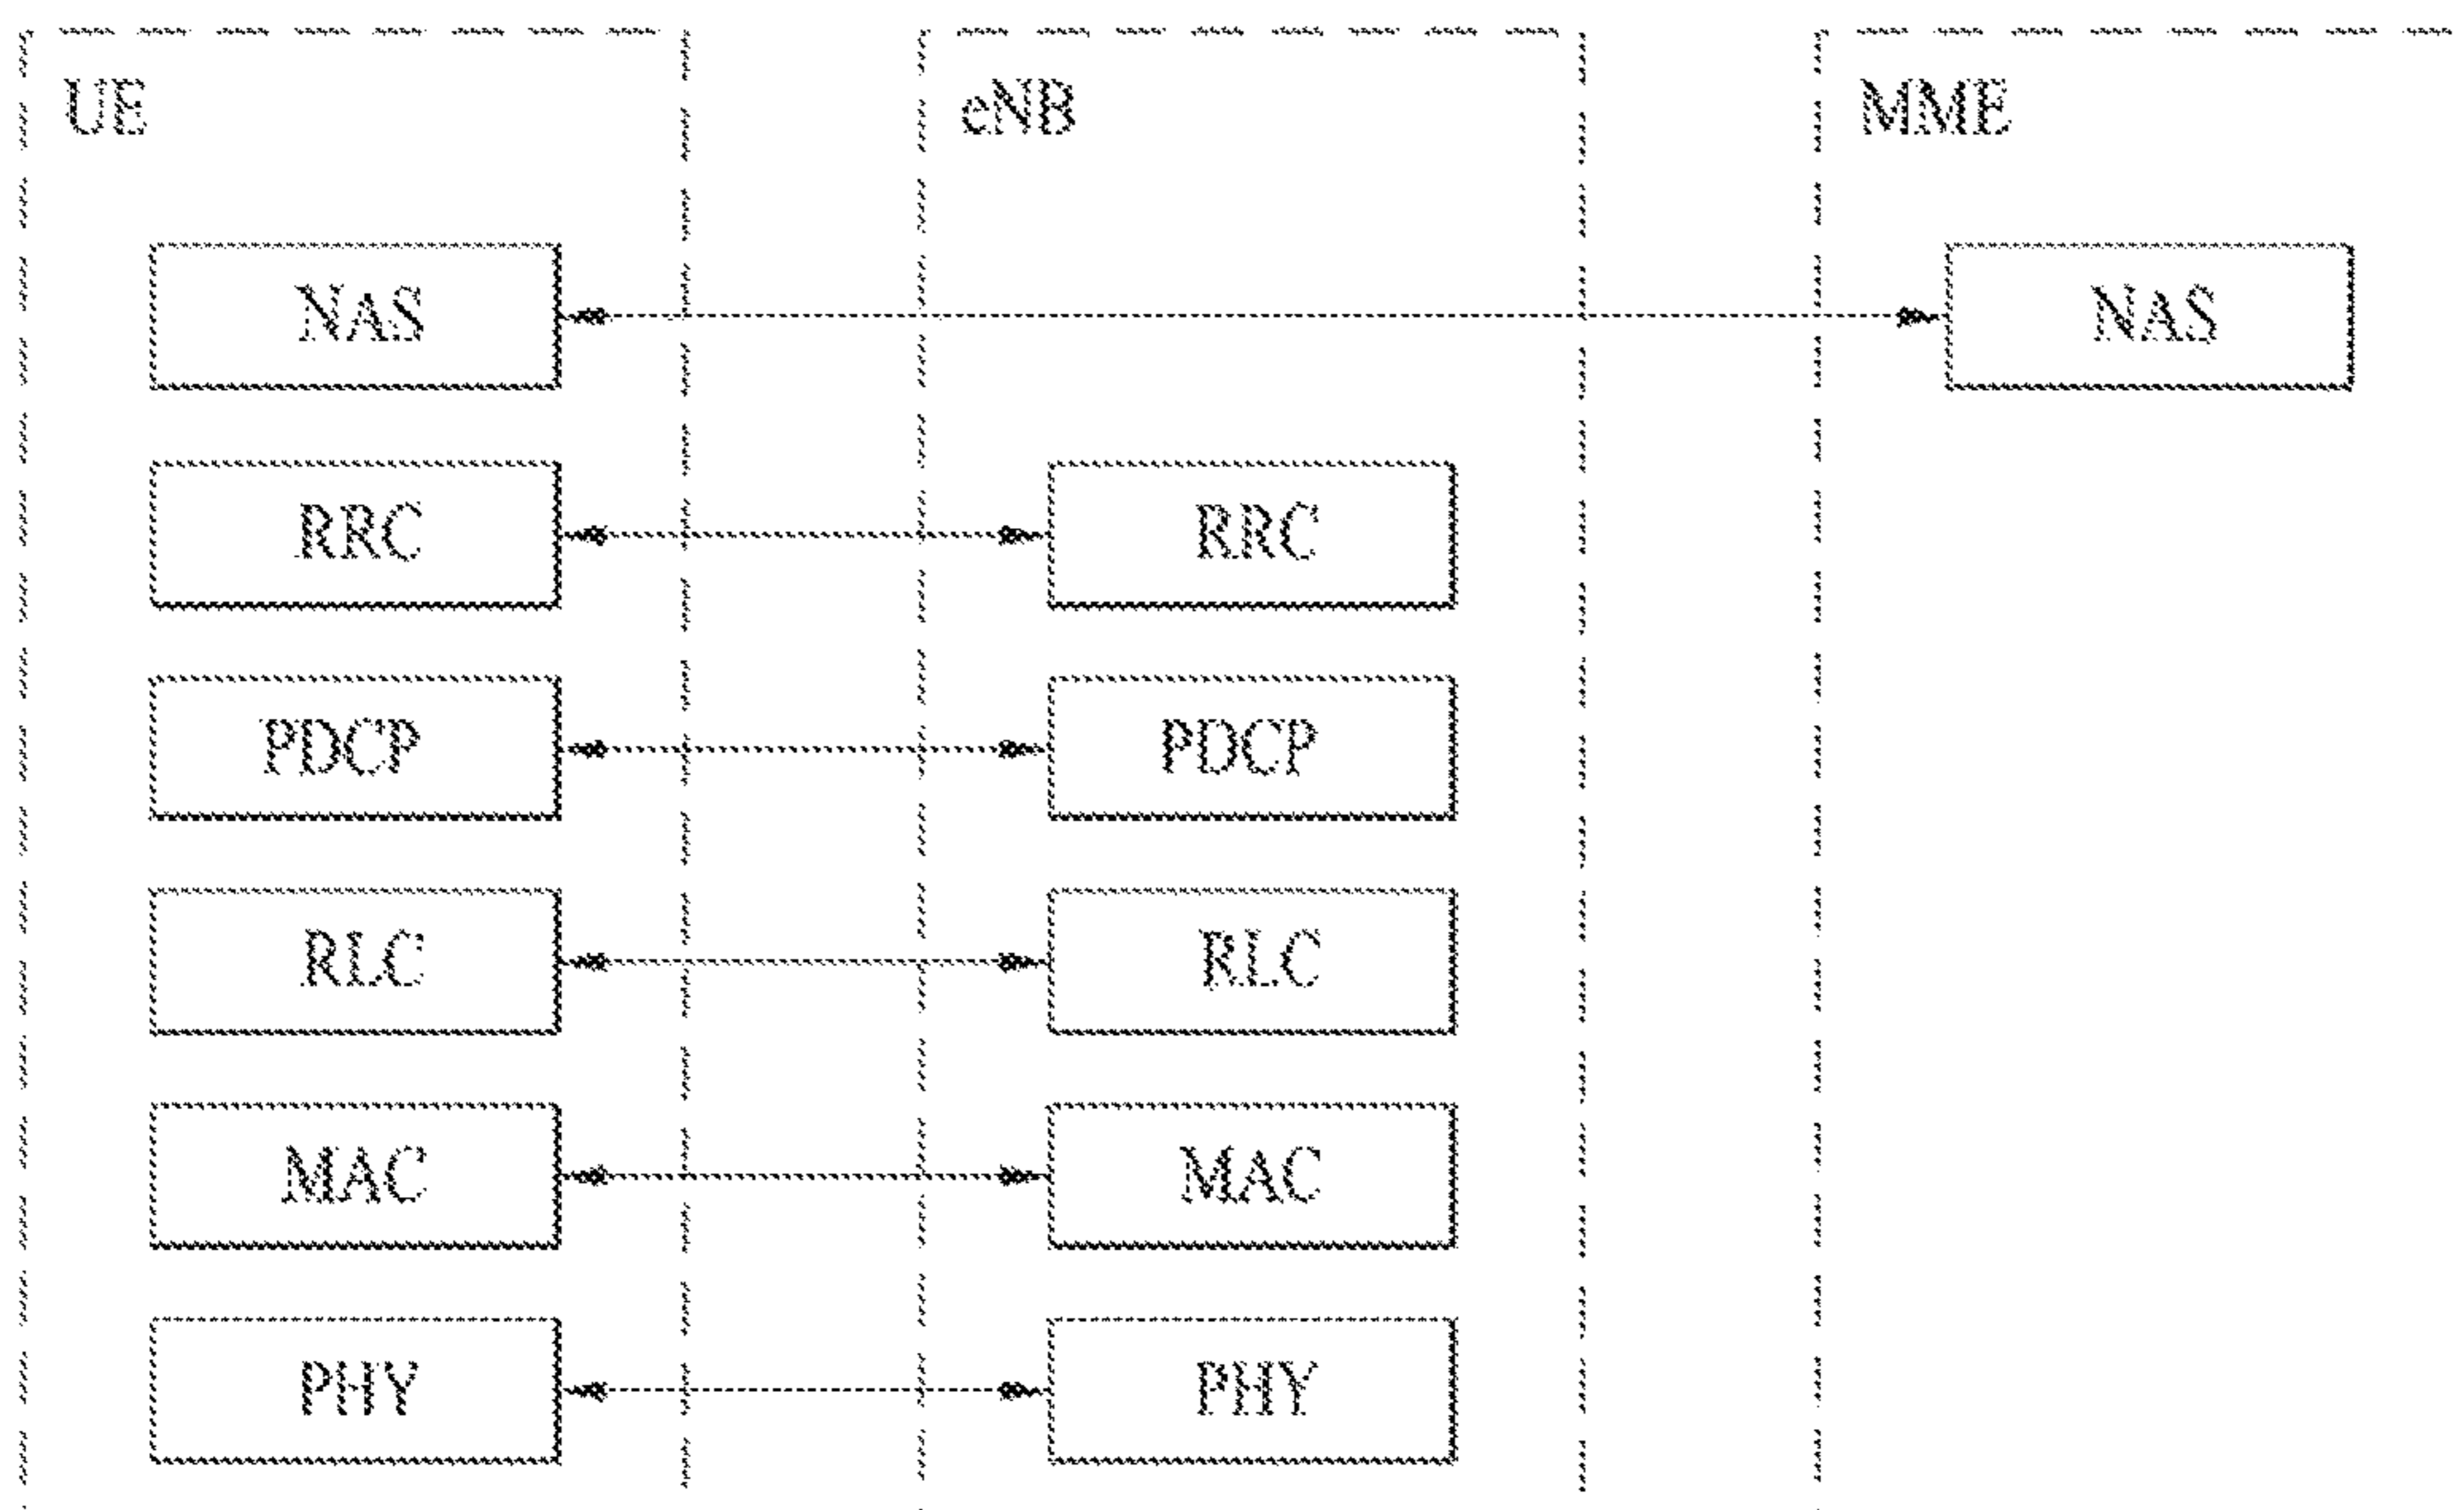 UE eNB MME
NAS NAS
RRC RRC
PDCP PDCP
RLC RLC
MAC MAC
PHY PHY